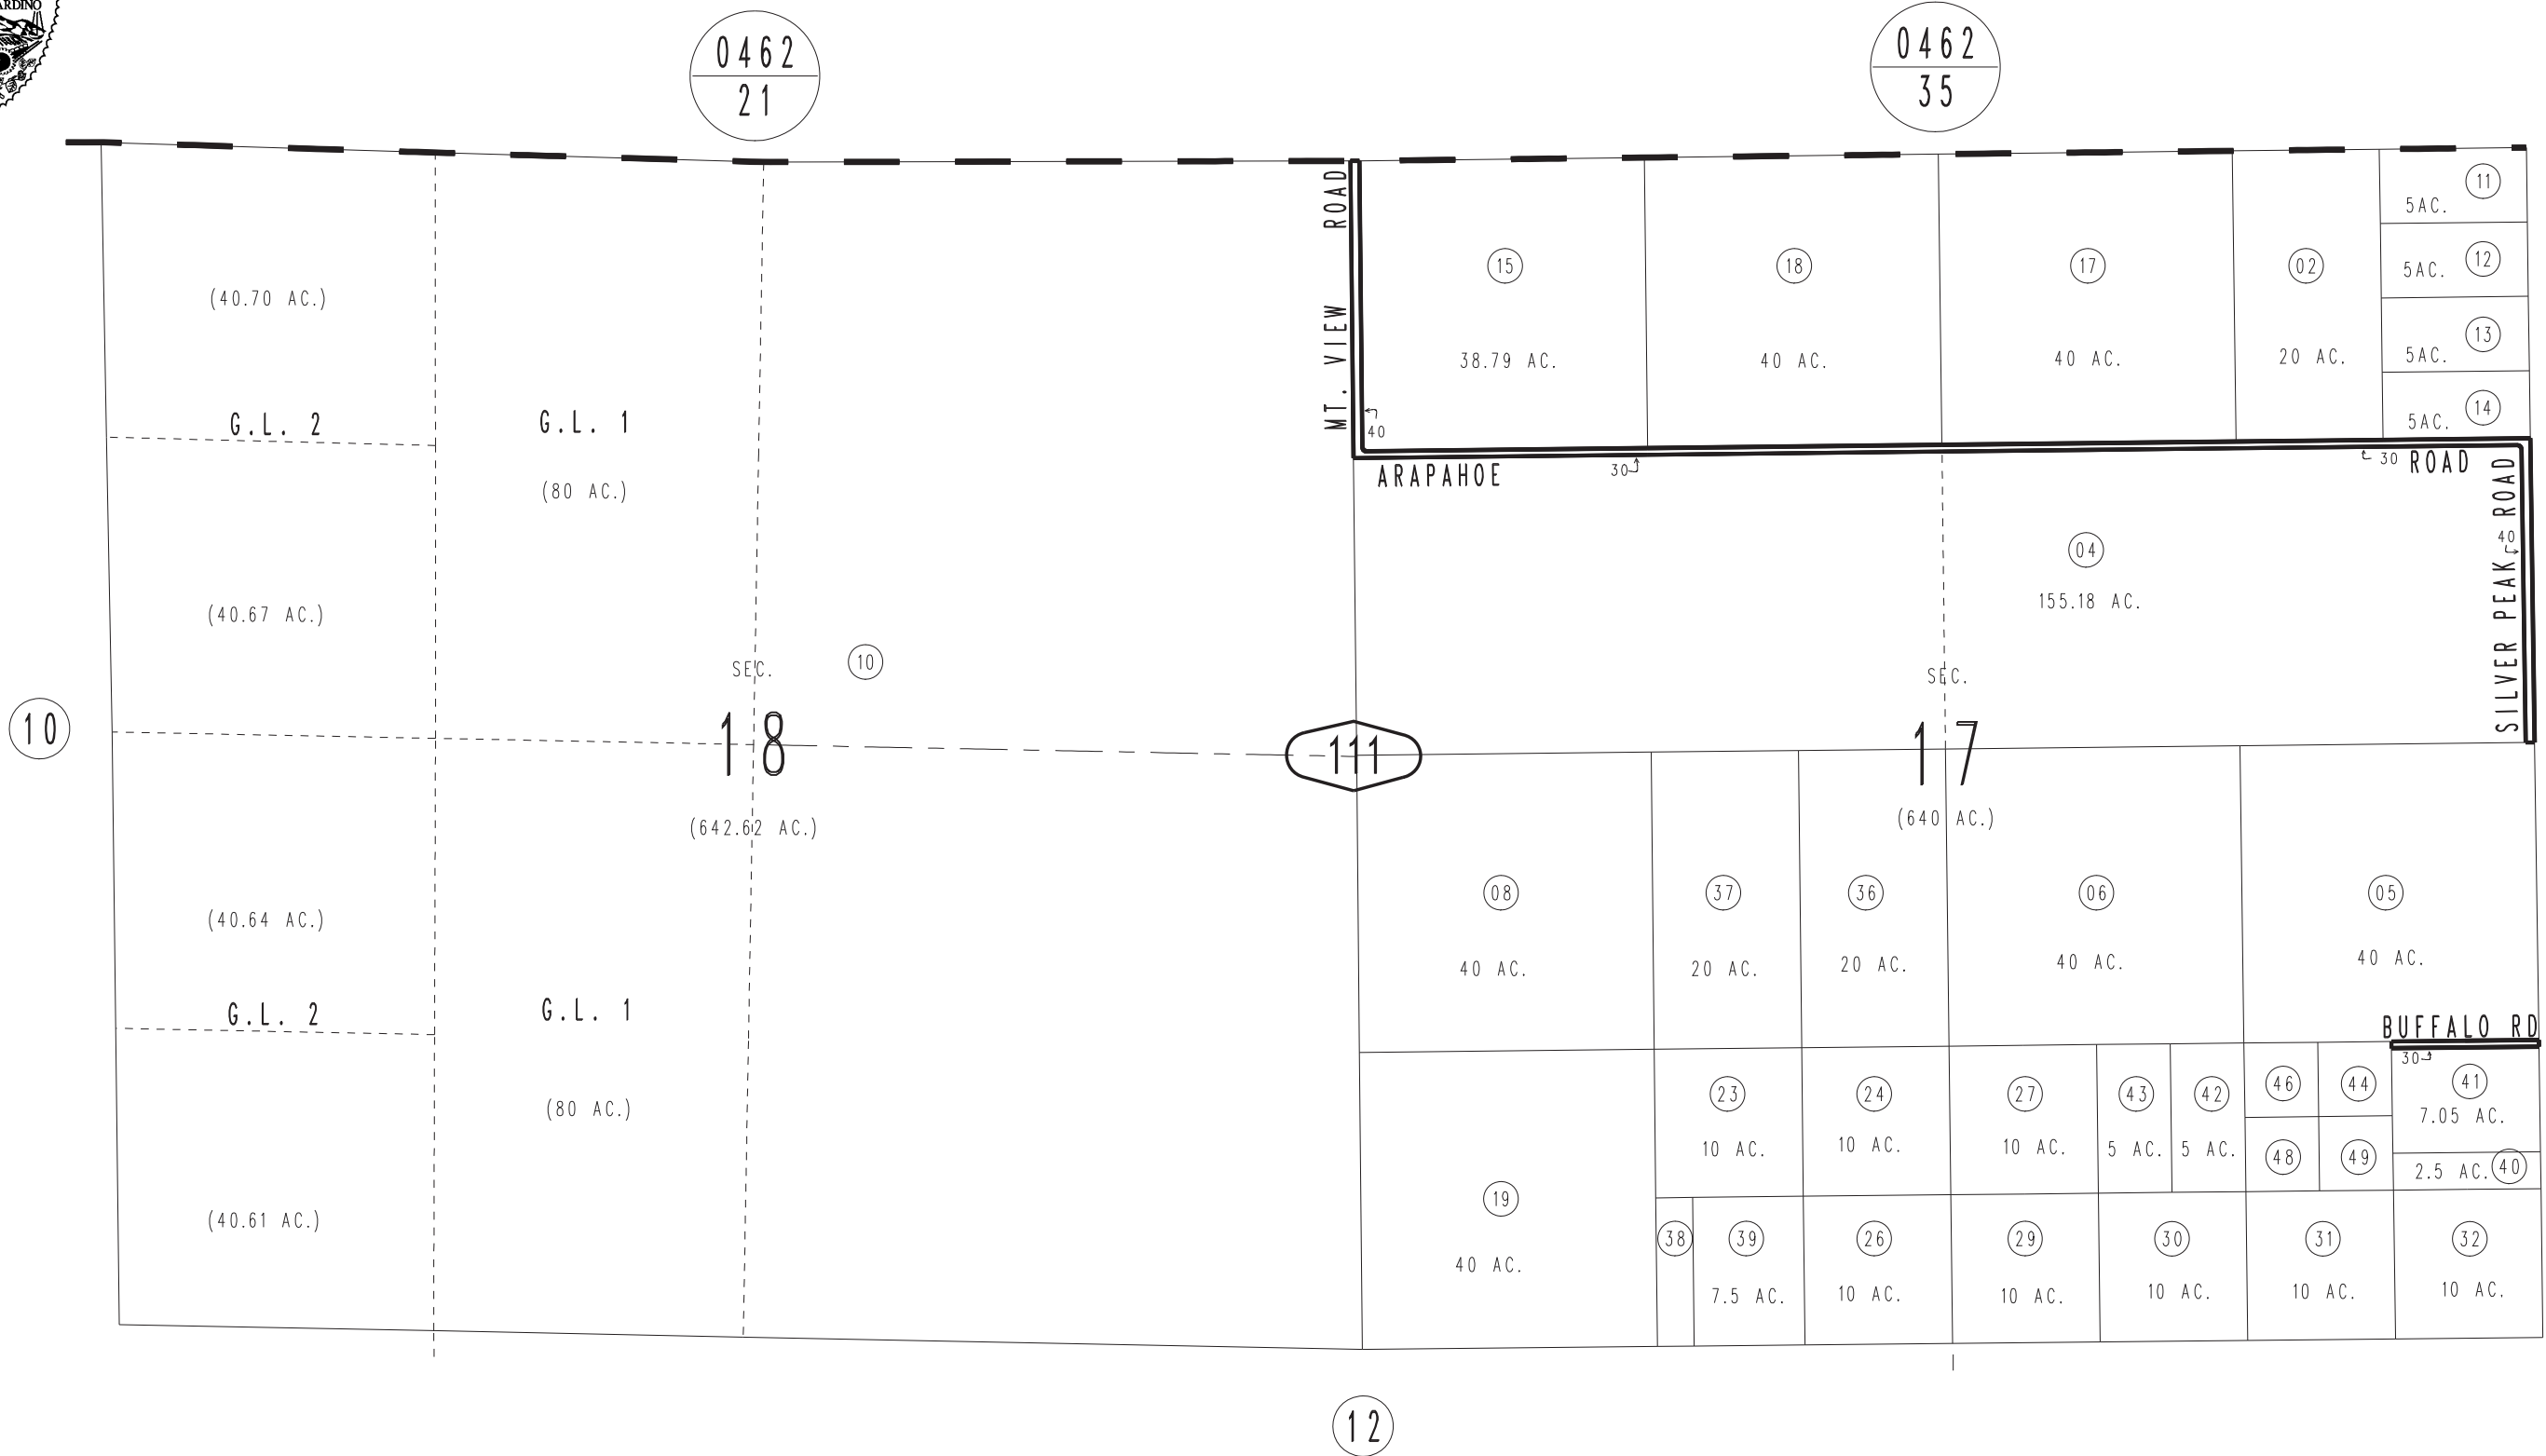 ARDINO
0462
21
0462
35
MT. VIEW ROAD
11
5AC.
12
5AC.
13
5AC.
14
5AC.
15
38.79 AC.
18
40 AC.
17
40 AC.
02
20 AC.
40
ARAPAHOE
30
30
ROAD
SILVER PEAK ROAD
40
04
155.18 AC.
SEC.
17
(640 AC.)
(40.70 AC.)
G.L. 2
G.L. 1
(80 AC.)
(40.67 AC.)
SEC.
10
18
(642.62 AC.)
10
111
(40.64 AC.)
G.L. 2
G.L. 1
(80 AC.)
(40.61 AC.)
08
40 AC.
37
20 AC.
36
20 AC.
06
40 AC.
05
40 AC.
BUFFALO RD
30
23
10 AC.
24
10 AC.
27
10 AC.
43
5 AC.
42
5 AC.
46
44
48
49
41
7.05 AC.
2.5 AC.
40
19
40 AC.
38
39
7.5 AC.
26
10 AC.
29
10 AC.
30
10 AC.
31
10 AC.
32
10 AC.
12